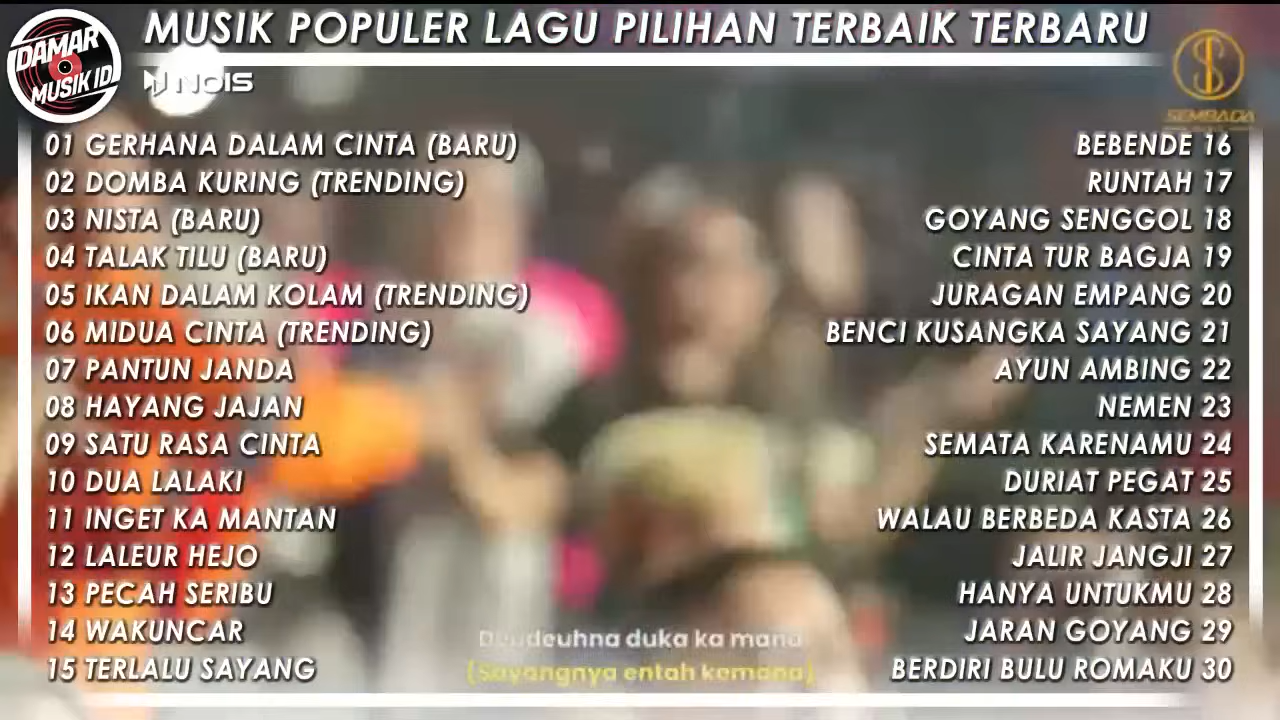 MUSIK POPULER LAGU PILIHAN TERBAIK TERBARU
DAMAR
MUSIK ID
NOIS
SEMBADA
01 GERHANA DALAM CINTA (BARU)
02 DOMBA KURING (TRENDING)
03 NISTA (BARU)
04 TALAK TILU (BARU)
05 IKAN DALAM KOLAM (TRENDING)
06 MIDUA CINTA (TRENDING)
07 PANTUN JANDA
08 HAYANG JAJAN
09 SATU RASA CINTA
10 DUA LALAKI
11 INGET KA MANTAN
12 LALEUR HEJO
13 PECAH SERIBU
14 WAKUNCAR
15 TERLALU SAYANG
BEBENDE 16
RUNTAH 17
GOYANG SENGGOL 18
CINTA TUR BAGJA 19
JURAGAN EMPANG 20
BENCI KUSANGKA SAYANG 21
AYUN AMBING 22
NEMEN 23
SEMATA KARENAMU 24
DURIAT PEGAT 25
WALAU BERBEDA KASTA 26
JALIR JANGJI 27
HANYA UNTUKMU 28
JARAN GOYANG 29
BERDIRI BULU ROMAKU 30
Deudeuhna duka ka mana
(Sayangnya entah kemana)